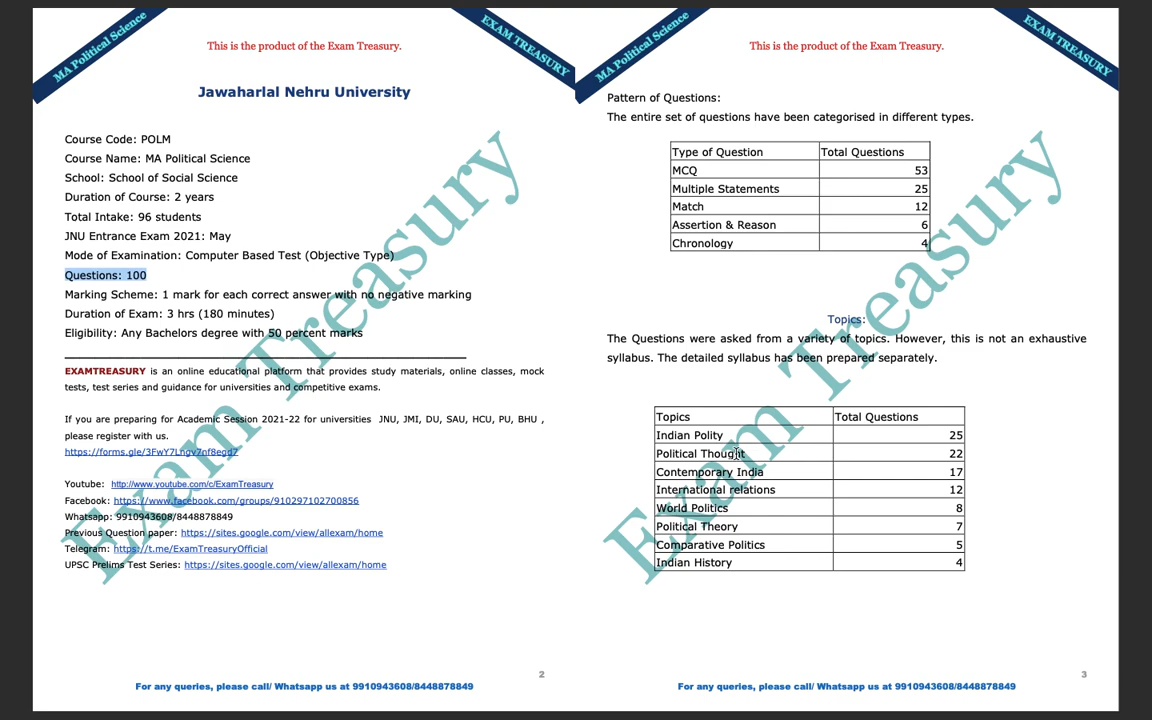 MA Political Science
EXAM TREASURY
This is the product of the Exam Treasury.
Jawaharlal Nehru University
Course Code: POLM
Course Name: MA Political Science
School: School of Social Science
Duration of Course: 2 years
Total Intake: 96 students
JNU Entrance Exam 2021: May
Mode of Examination: Computer Based Test (Objective Type)
Questions: 100
Marking Scheme: 1 mark for each correct answer with no negative marking
Duration of Exam: 3 hrs (180 minutes)
Eligibility: Any Bachelors degree with 50 percent marks
EXAMTREASURY is an online educational platform that provides study materials, online classes, mock
tests, test series and guidance for universities and competitive exams.
If you are preparing for Academic Session 2021-22 for universities JNU, JMI, DU, SAU, HCU, PU, BHU ,
please register with us.
https://forms.gle/3FwY7Lngv7nf8egd7
Youtube: http://www.youtube.com/c/ExamTreasury
Facebook: https://www.facebook.com/groups/910297102700856
Whatsapp: 9910943608/8448878849
Previous Question paper: https://sites.google.com/view/allexam/home
Telegram: https://t.me/ExamTreasuryOfficial
UPSC Prelims Test Series: https://sites.google.com/view/allexam/home
Exam Treasury
2
For any queries, please call/ Whatsapp us at 9910943608/8448878849
MA Political Science
EXAM TREASURY
This is the product of the Exam Treasury.
Pattern of Questions:
The entire set of questions have been categorised in different types.
Type of Question Total Questions
MCQ 53
Multiple Statements 25
Match 12
Assertion & Reason 6
Chronology 4
Topics:
The Questions were asked from a variety of topics. However, this is not an exhaustive
syllabus. The detailed syllabus has been prepared separately.
Topics Total Questions
Indian Polity 25
Political Thought 22
Contemporary India 17
International relations 12
World Politics 8
Political Theory 7
Comparative Politics 5
Indian History 4
Exam Treasury
3
For any queries, please call/ Whatsapp us at 9910943608/8448878849